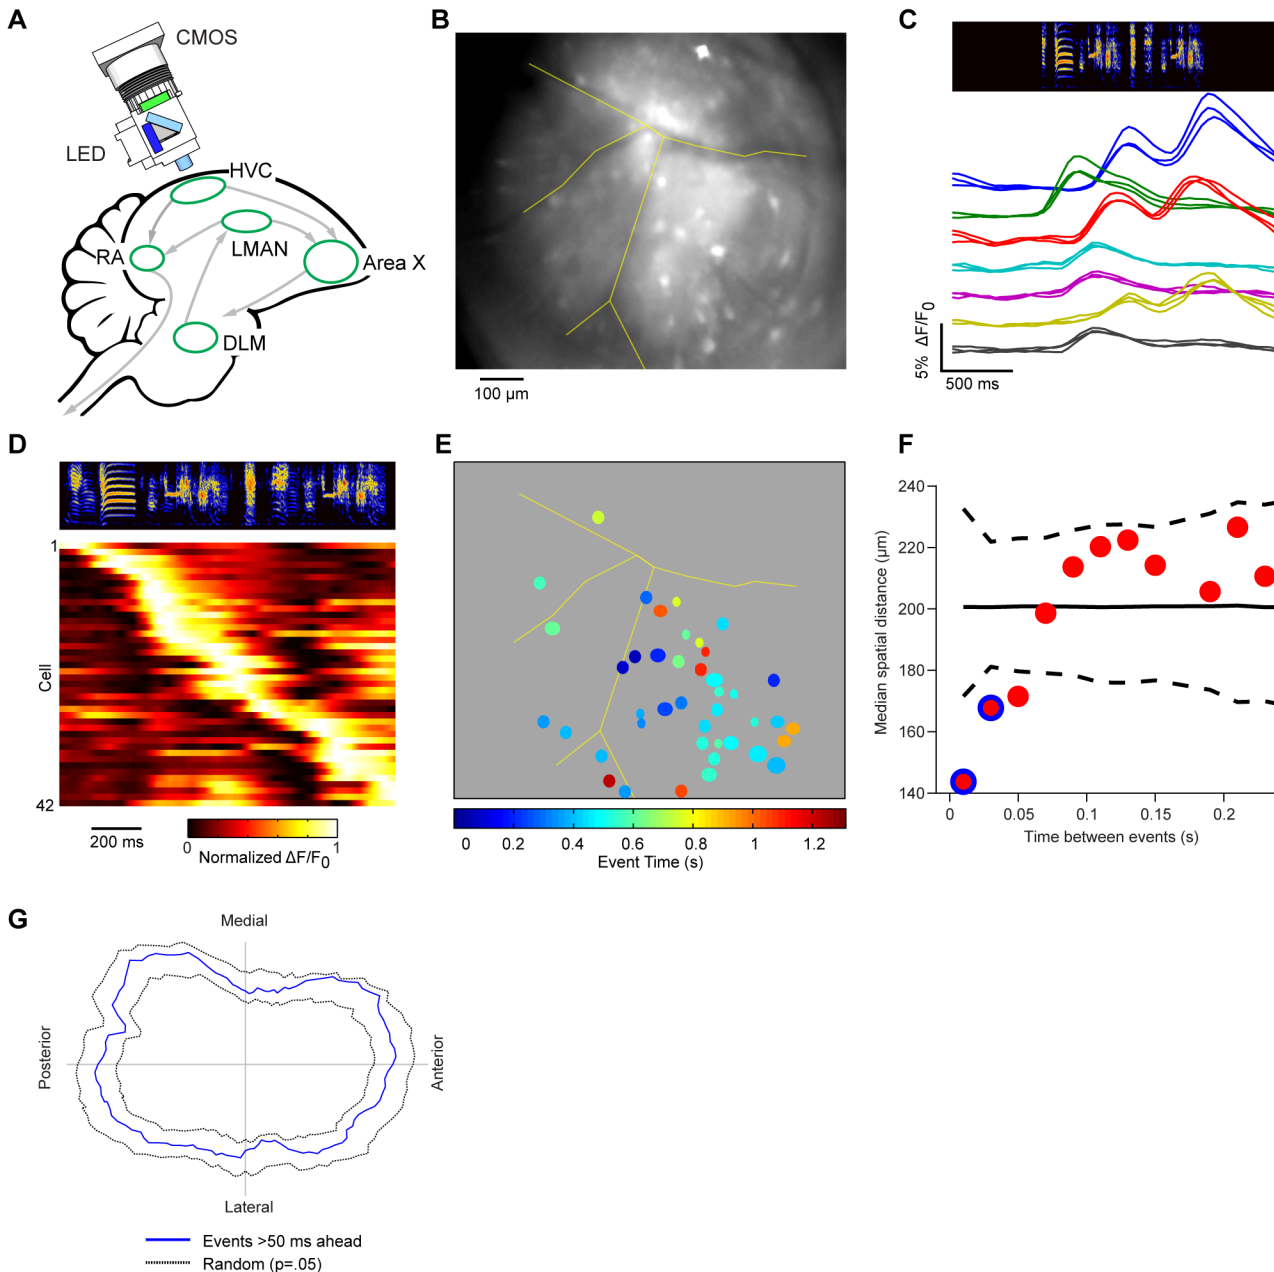 A
CMOS
LED
HVC
RA
LMAN
Area X
DLM
B
100 µm
C
5% ΔF/F0
500 ms
D
1
Cell
42
200 ms
0
1
Normalized ΔF/F0
E
0
0.2
0.4
0.6
0.8
1
1.2
Event Time (s)
F
240
220
200
180
160
140
Median spatial distance (µm)
0
0.05
0.1
0.15
0.2
Time between events (s)
G
Medial
Posterior
Anterior
Lateral
Events >50 ms ahead
Random (p=.05)